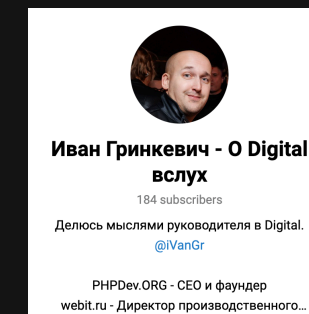 Иван Гринкевич - О Digital
вслух
184 subscribers
Делюсь мыслями руководителя в Digital.
@iVanGr
PHPDev.ORG - CEO и фаундер
webit.ru - Директор производственного…